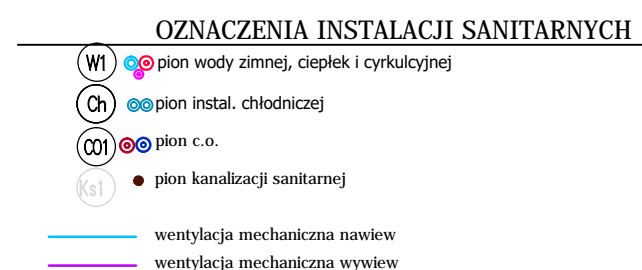 OZNACZENIA INSTALACJI SANITARNYCH
W1 pion wody zimnej, ciepłek i cyrkulcyjnej
Ch pion instal. chłodniczej
CO1 pion c.o.
Ks1 pion kanalizacji sanitarnej
wentylacja mechaniczna nawiew
wentylacja mechaniczna wywiew